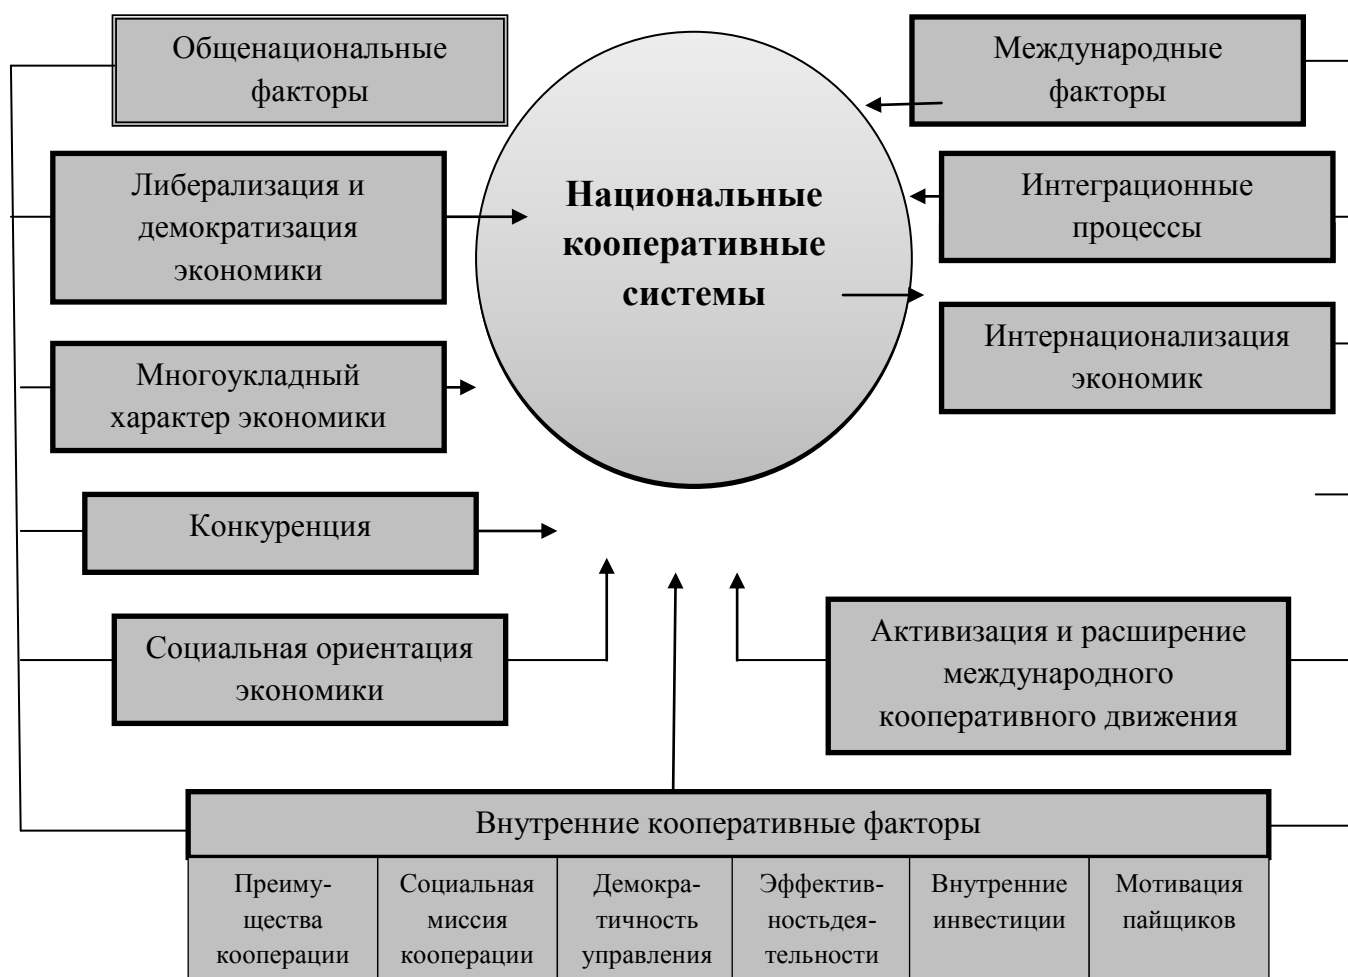 Общенациональные
факторы
Международные
факторы
Либерализация и
демократизация
экономики
Национальные
кооперативные
системы
Интеграционные
процессы
Интернационализация
экономик
Многоукладный
характер экономики
Конкуренция
Социальная ориентация
экономики
Активизация и расширение
международного
кооперативного движения
Внутренние кооперативные факторы
Преиму-
щества
кооперации
Социальная
миссия
кооперации
Демокра-
тичность
управления
Эффектив-
ностьдея-
тельности
Внутренние
инвестиции
Мотивация
пайщиков